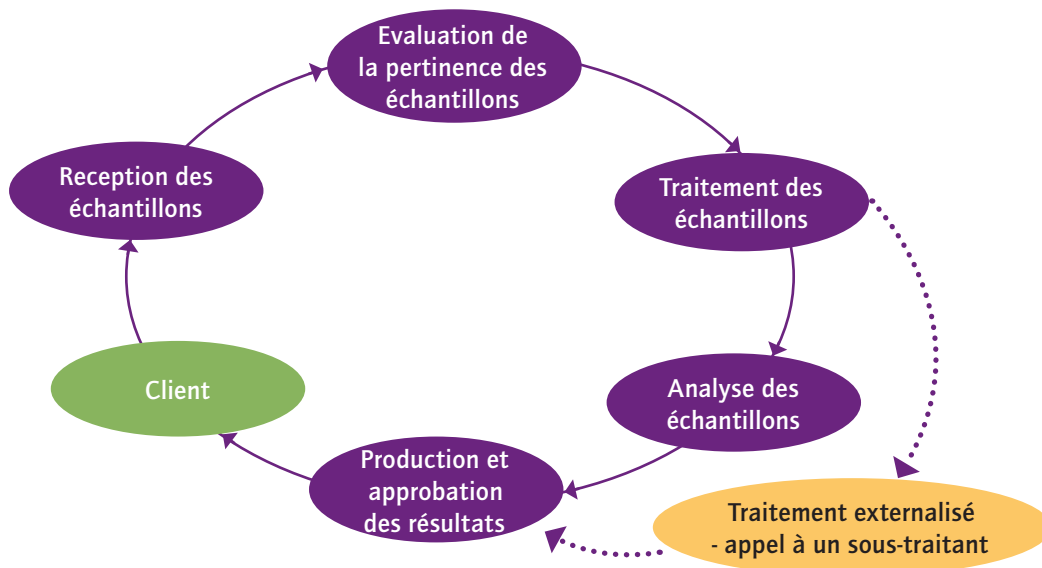 Evaluation de
la pertinence des
échantillons
Reception des
échantillons
Traitement des
échantillons
Client
Analyse des
échantillons
Production et
approbation
des résultats
Traitement externalisé
- appel à un sous-traitant